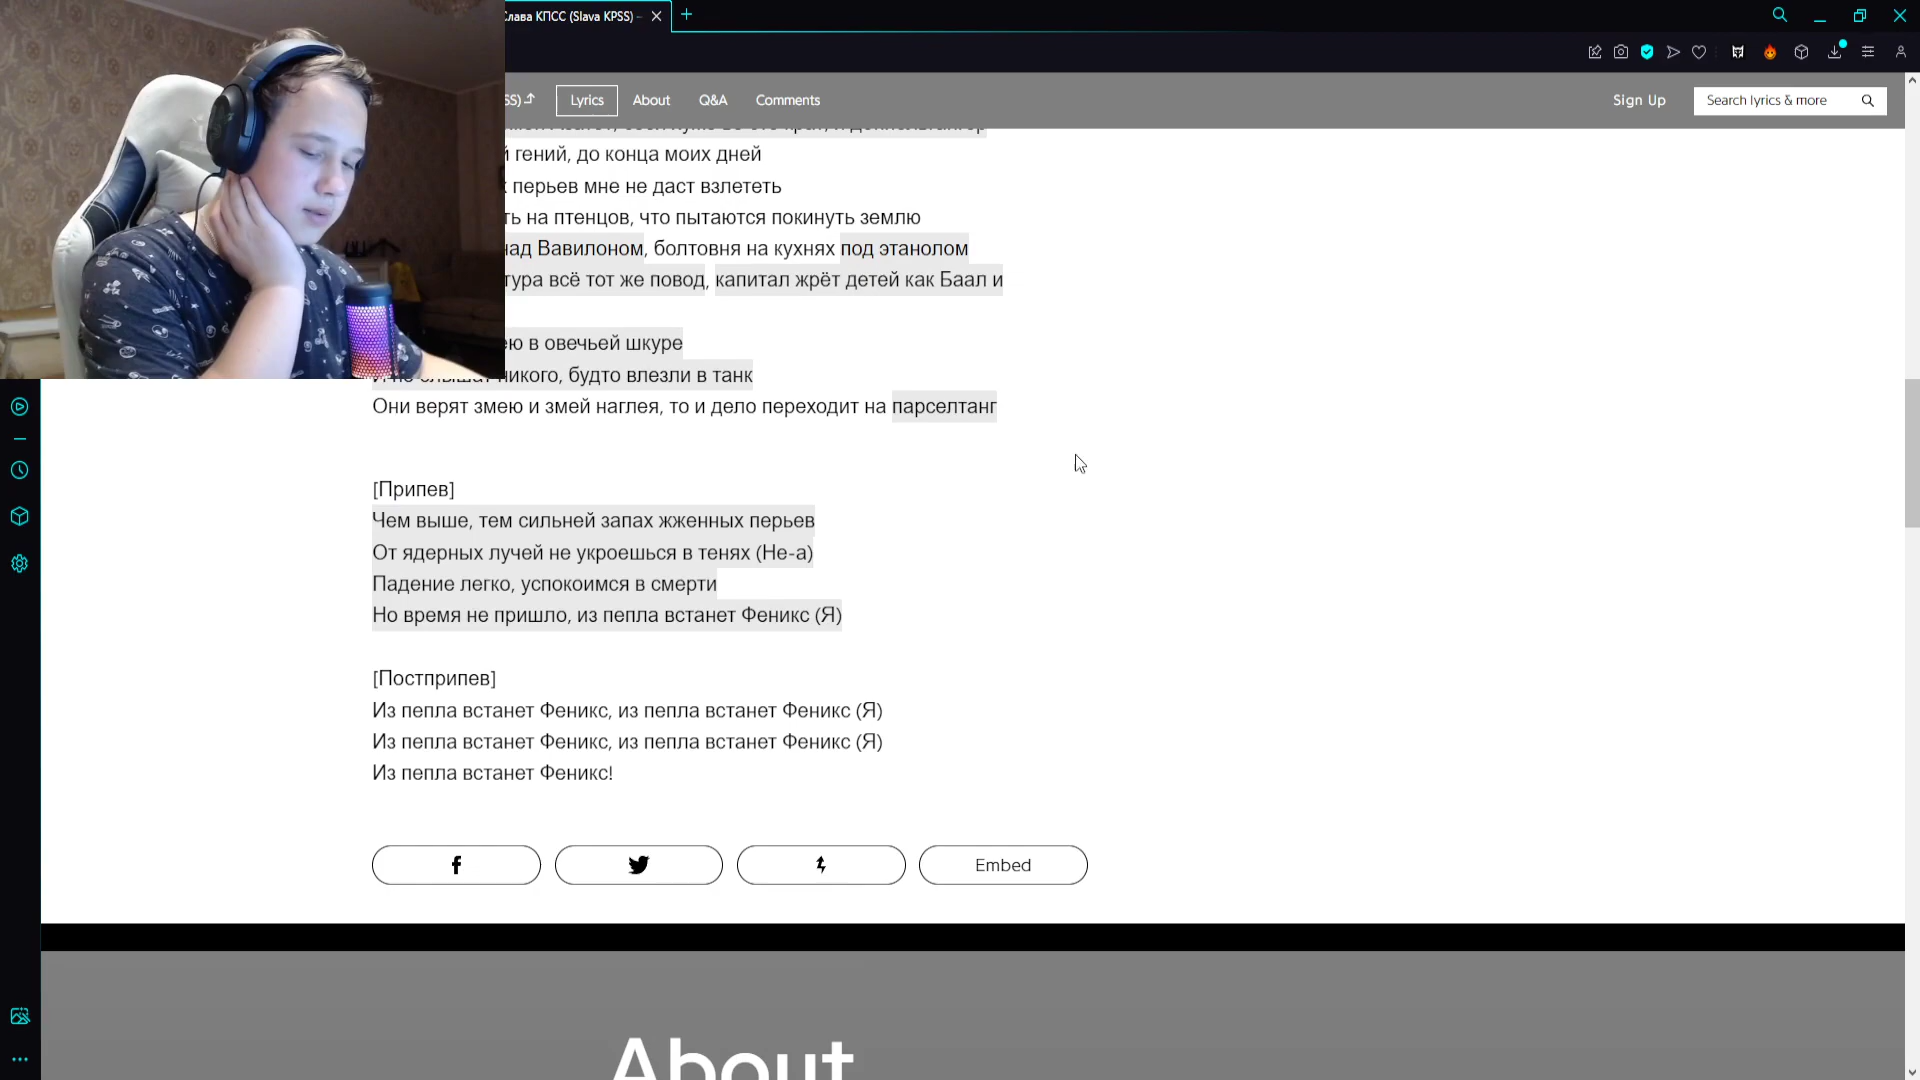 Слава КПСС (Slava KPSS) –
Lyrics
About
Q&A
Comments
Sign Up
Search lyrics & more
гений, до конца моих дней
перьев мне не даст взлететь
на птенцов, что пытаются покинуть землю
над Вавилоном, болтовня на кухнях под этанолом
всё тот же повод, капитал жрёт детей как Баал и
в овечьей шкуре
никого, будто влезли в танк
Они верят змею и змей наглея, то и дело переходит на парселтанг
[Припев]
Чем выше, тем сильней запах жженных перьев
От ядерных лучей не укроешься в тенях (Не-а)
Падение легко, успокоимся в смерти
Но время не пришло, из пепла встанет Феникс (Я)
[Постприпев]
Из пепла встанет Феникс, из пепла встанет Феникс (Я)
Из пепла встанет Феникс, из пепла встанет Феникс (Я)
Из пепла встанет Феникс!
Embed
About